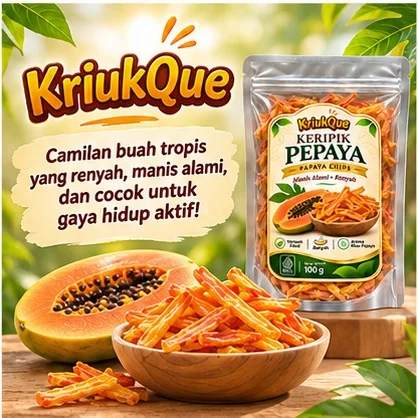 KriukQue
Camilan buah tropis
yang renyah, manis alami,
dan cocok untuk
gaya hidup aktif!
KriukQue
KERIPIK
PEPAYA
PAPAYA CHIPS
Manis Alami • Renyah
Renyah
100 g